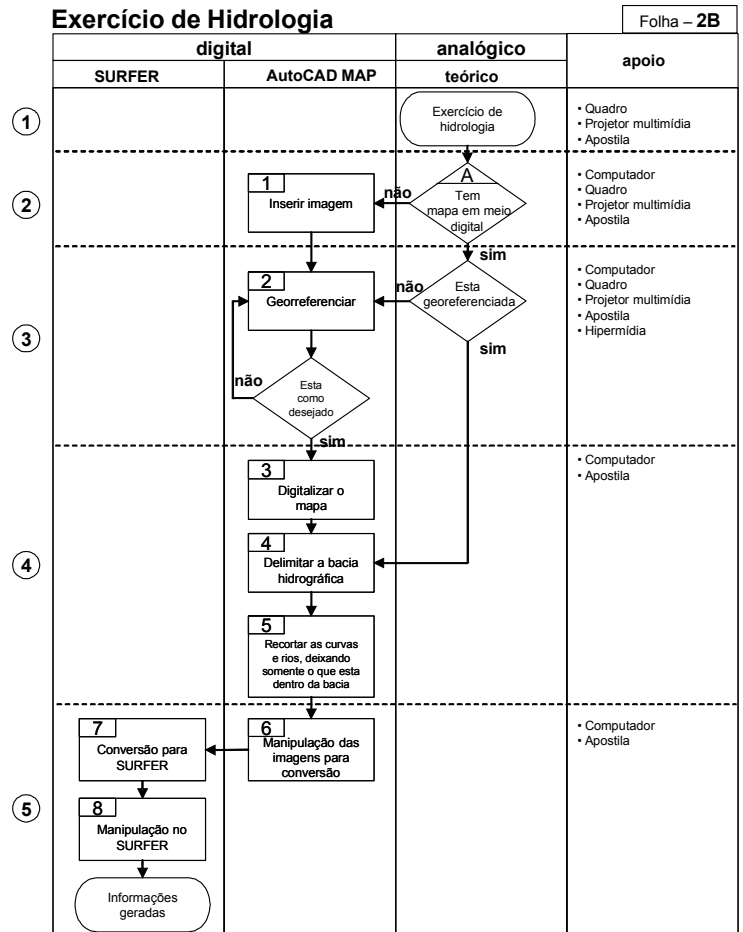 Exercício de Hidrologia
Folha – 2B
digital
analógico
apoio
SURFER
AutoCAD MAP
teórico
1
Exercício de
hidrologia
• Quadro
• Projetor multimídia
• Apostila
2
1
Inserir imagem
não
A
Tem
mapa em meio
digital
sim
• Computador
• Quadro
• Projetor multimídia
• Apostila
3
2
Georreferenciar
não
Esta
georeferenciada
sim
• Computador
• Quadro
• Projetor multimídia
• Apostila
• Hipermídia
não
Esta
como
desejado
sim
4
3
Digitalizar o
mapa
• Computador
• Apostila
4
Delimitar a bacia
hidrográfica
5
Recortar as curvas
e rios, deixando
somente o que esta
dentro da bacia
5
7
Conversão para
SURFER
6
Manipulação das
imagens para
conversão
• Computador
• Apostila
8
Manipulação no
SURFER
Informações
geradas